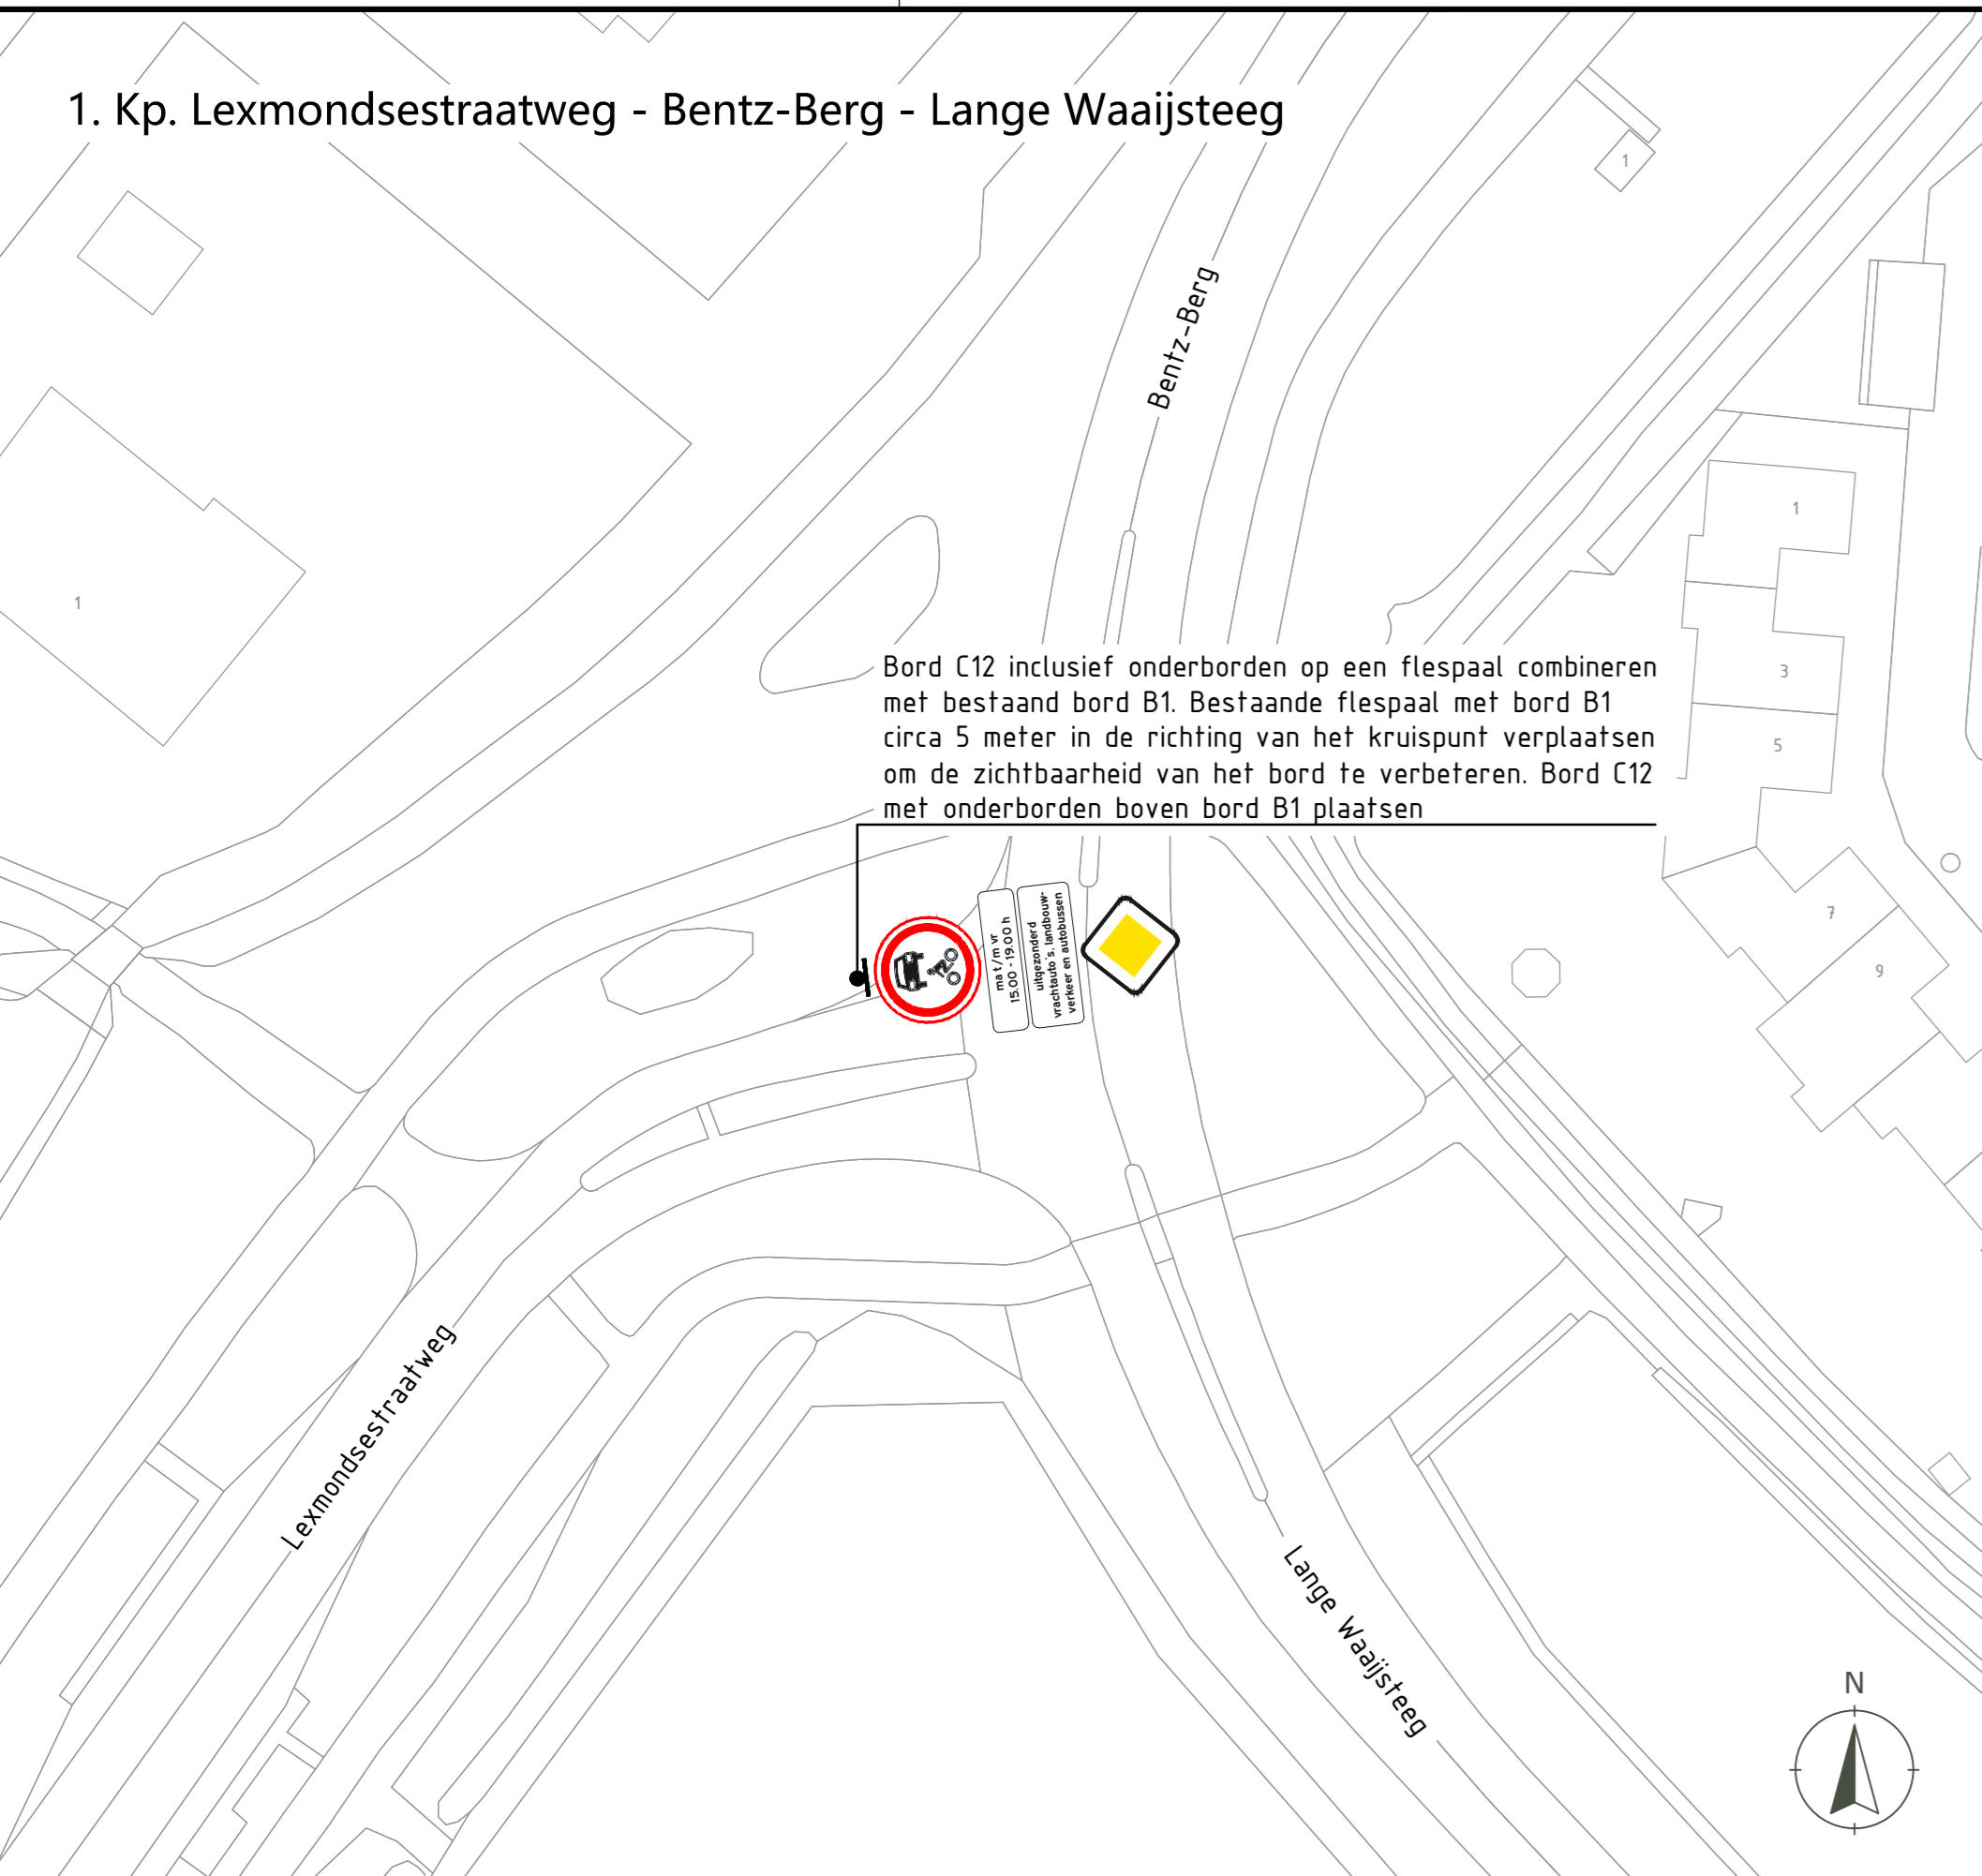 1. Kp. Lexmondsestraatweg - Bentz-Berg - Lange Waaijsteeg
1
Bentz-Berg
1
1
3
5
7
9
Bord C12 inclusief onderborden op een flespaal combineren
met bestaand bord B1. Bestaande flespaal met bord B1
circa 5 meter in de richting van het kruispunt verplaatsen
om de zichtbaarheid van het bord te verbeteren. Bord C12
met onderborden boven bord B1 plaatsen
ma t/m vr
15.00 - 19.00 h
uitgezonderd
vrachtauto's, landbouw-
verkeer en autobussen
Lexmondsestraatweg
Lange Waaijsteeg
N